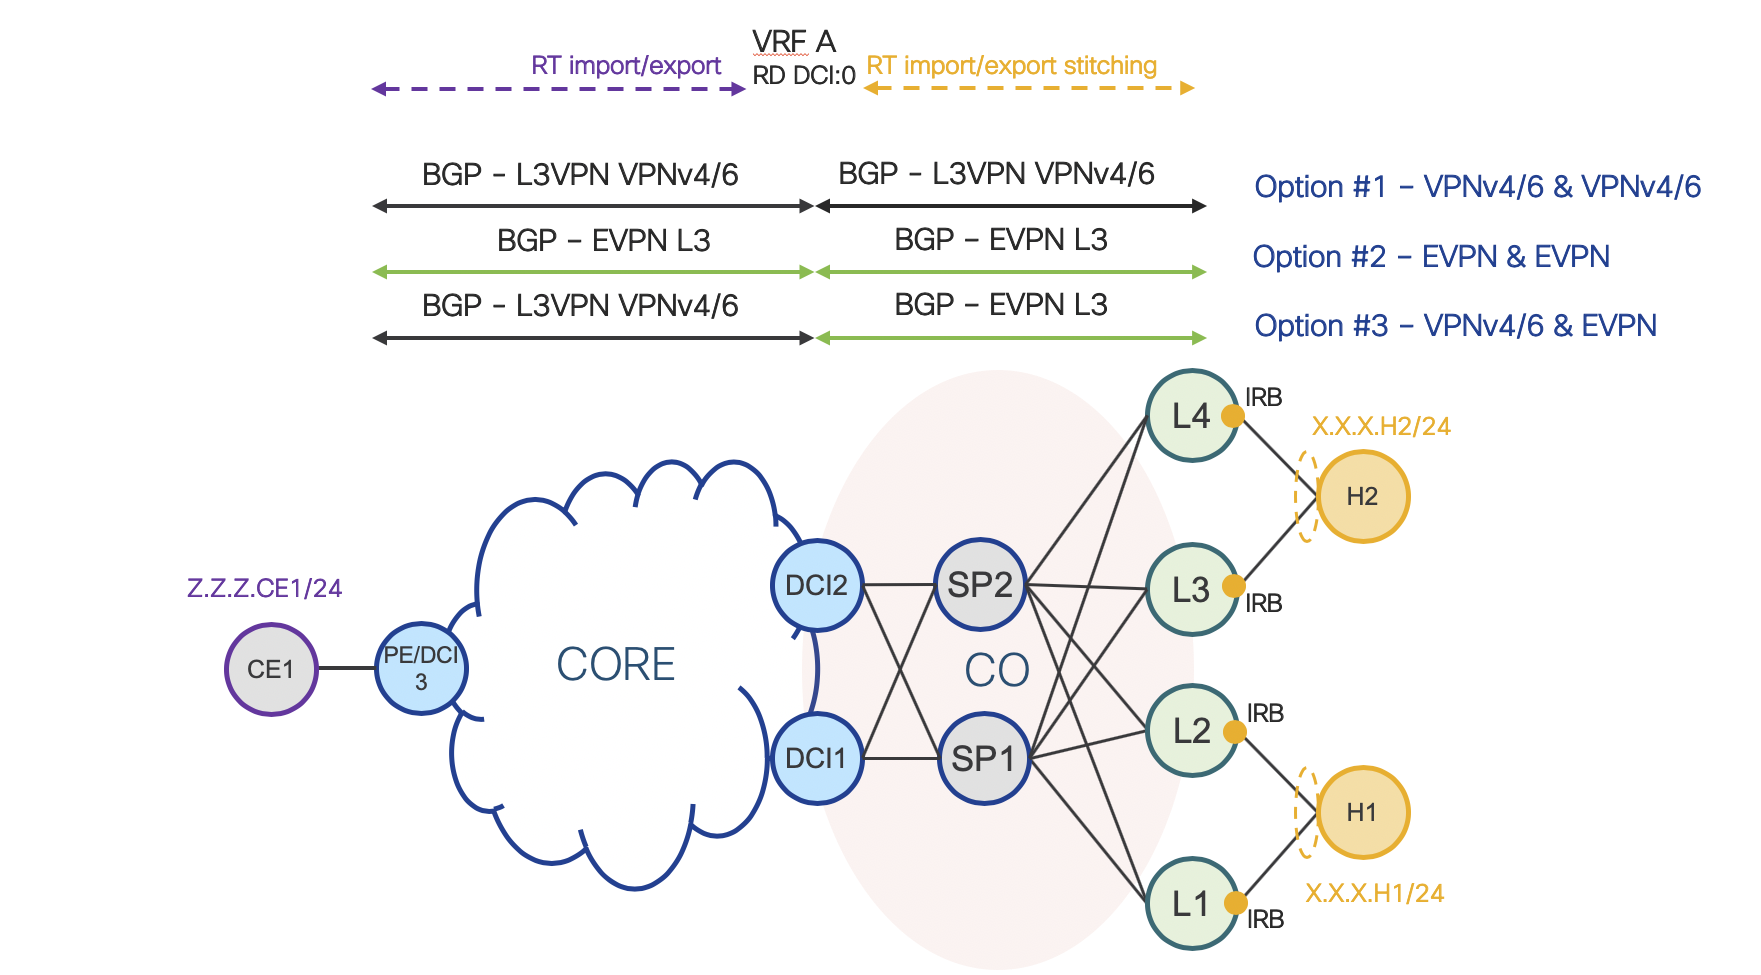 VRF A
RT import/export
RD DCI:0
RT import/export stitching
BGP – L3VPN VPNv4/6
BGP – L3VPN VPNv4/6
Option #1 – VPNv4/6 & VPNv4/6
BGP – EVPN L3
BGP – EVPN L3
Option #2 – EVPN & EVPN
BGP – L3VPN VPNv4/6
BGP – EVPN L3
Option #3 – VPNv4/6 & EVPN
L4
IRB
X.X.X.H2/24
H2
Z.Z.Z.CE1/24
DCI2
SP2
L3
IRB
CE1
PE/DCI
3
CORE
CO
L2
IRB
DCI1
SP1
H1
L1
IRB
X.X.X.H1/24